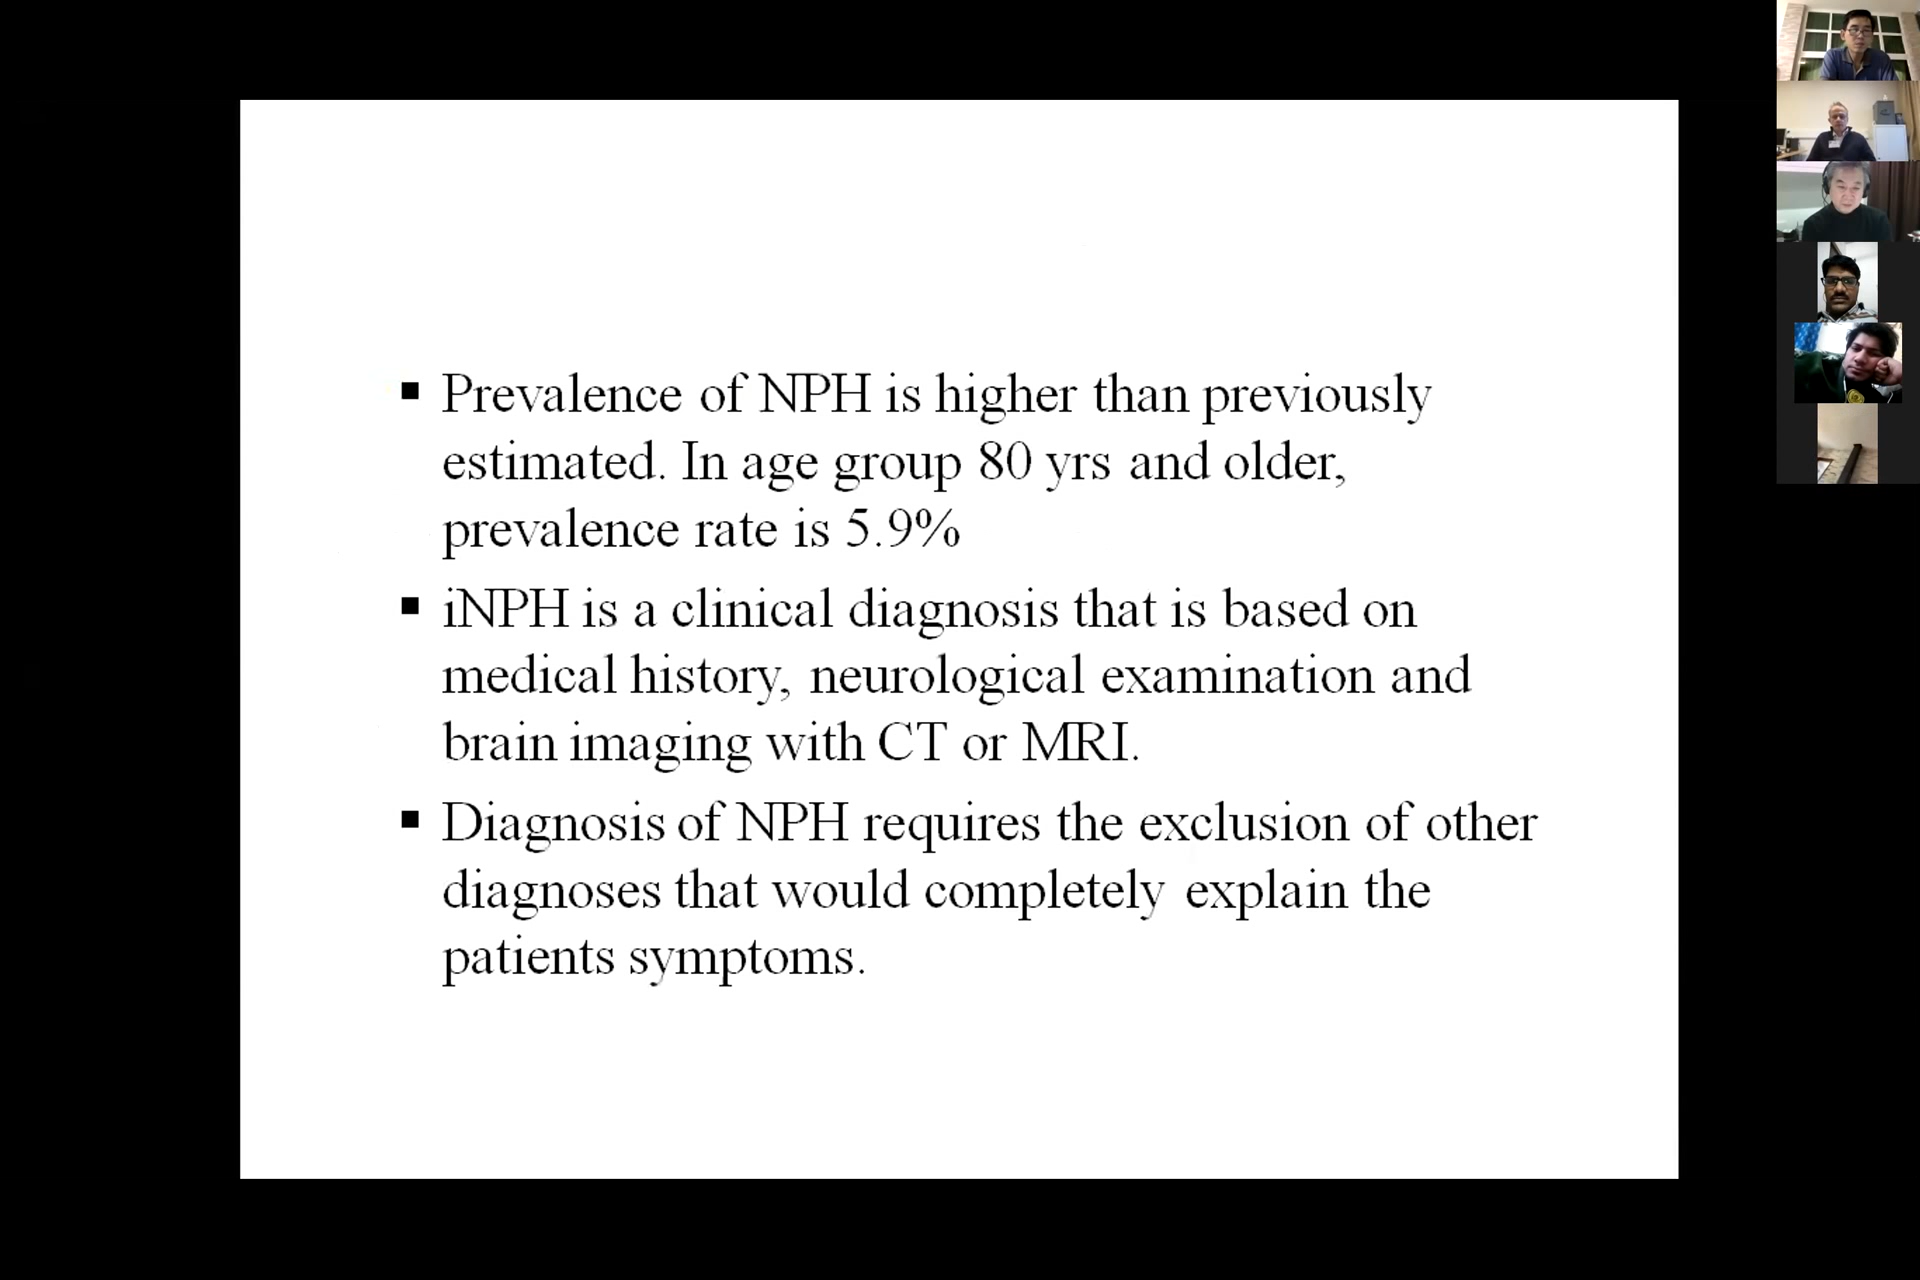 ▪ Prevalence of NPH is higher than previously
estimated. In age group 80 yrs and older,
prevalence rate is 5.9%
▪ iNPH is a clinical diagnosis that is based on
medical history, neurological examination and
brain imaging with CT or MRI.
▪ Diagnosis of NPH requires the exclusion of other
diagnoses that would completely explain the
patients symptoms.